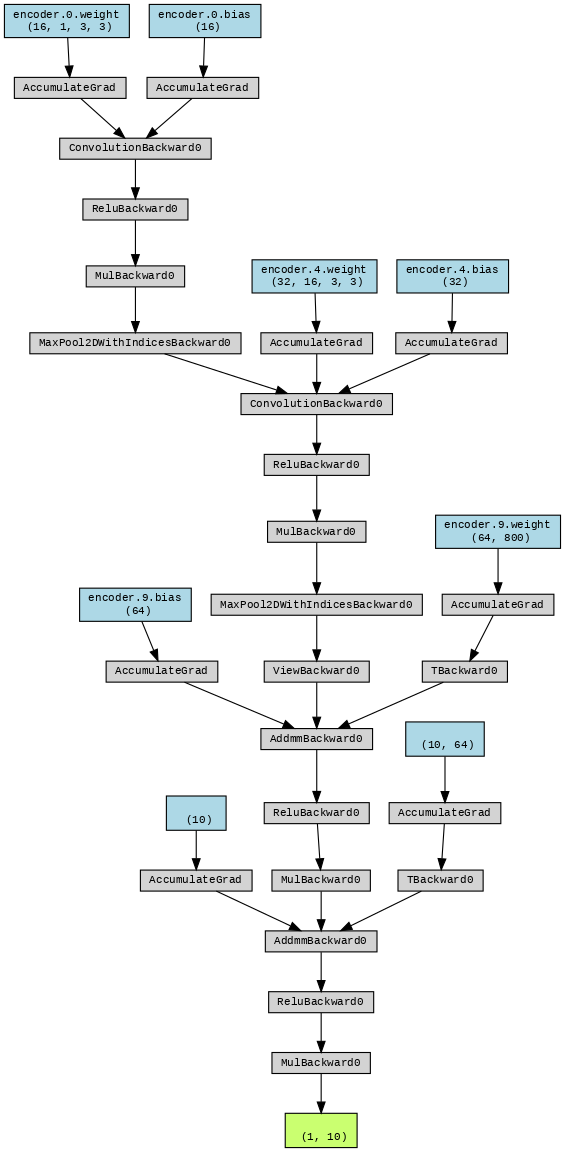 encoder.0.weight
(16, 1, 3, 3)
encoder.0.bias
(16)
AccumulateGrad
AccumulateGrad
ConvolutionBackward0
ReluBackward0
MulBackward0
encoder.4.weight
(32, 16, 3, 3)
encoder.4.bias
(32)
MaxPool2DWithIndicesBackward0
AccumulateGrad
AccumulateGrad
ConvolutionBackward0
ReluBackward0
MulBackward0
encoder.9.weight
(64, 800)
encoder.9.bias
(64)
MaxPool2DWithIndicesBackward0
AccumulateGrad
AccumulateGrad
ViewBackward0
TBackward0
AddmmBackward0
(10, 64)
ReluBackward0
AccumulateGrad
(10)
AccumulateGrad
MulBackward0
TBackward0
AddmmBackward0
ReluBackward0
MulBackward0
(1, 10)